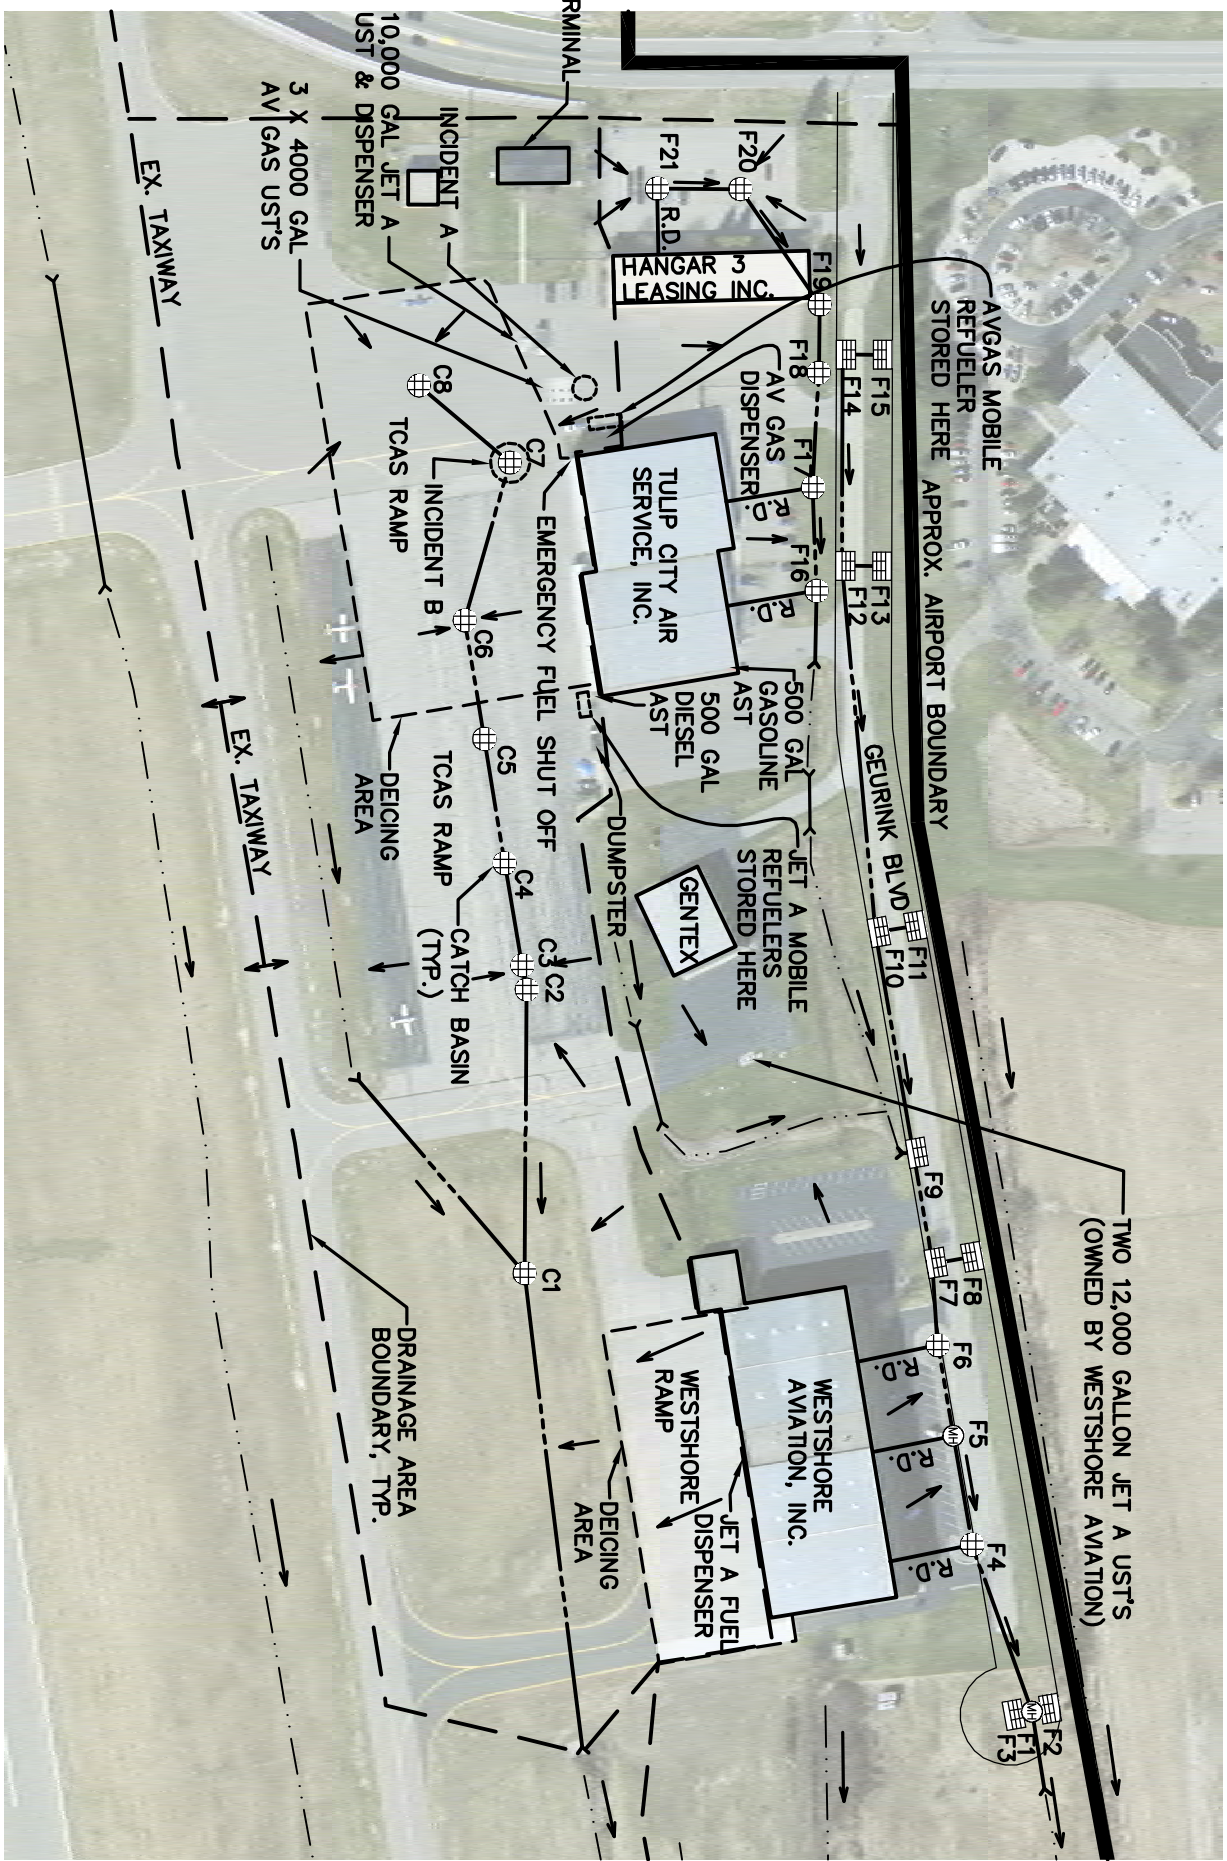 RMINAL
10,000 GAL JET A
UST & DISPENSER
3 X 4000 GAL
AV GAS UST'S
INCIDENT A
EX. TAXIWAY
F21
F20
R.D.
HANGAR 3
LEASING INC.
F19
F18
F17
F16
F15
F14
F13
F12
AVGAS MOBILE
REFUELER
STORED HERE
APPROX. AIRPORT BOUNDARY
AV GAS
DISPENSER
R.D.
R.D.
C8
C7
TCAS RAMP
INCIDENT B
C6
EMERGENCY FUEL SHUT OFF
TULIP CITY AIR
SERVICE, INC.
500 GAL
GASOLINE
AST
500 GAL
DIESEL
AST
GEURINK BLVD
EX. TAXIWAY
DEICING
AREA
TCAS RAMP
C5
C4
C3
C2
CATCH BASIN
(TYP.)
DUMPSTER
GENTEX
JET A MOBILE
REFUELERS
STORED HERE
F11
F10
F9
F8
F7
F6
F5
MH
F4
TWO 12,000 GALLON JET A UST'S
(OWNED BY WESTSHORE AVIATION)
C1
DRAINAGE AREA
BOUNDARY, TYP.
WESTSHORE
RAMP
WESTSHORE
AVIATION, INC.
R.D.
R.D.
R.D.
JET A FUEL
DISPENSER
DEICING
AREA
F2
MH
F1
F3